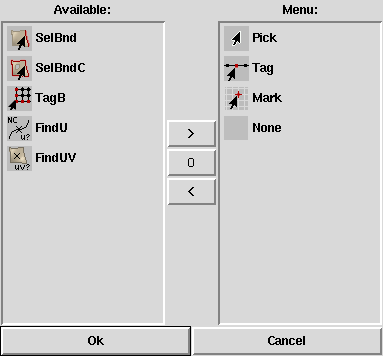 Available:
SelBnd
SelBndC
TagB
NC
u?
FindU
uv?
FindUV
>
0
<
Menu:
Pick
Tag
Mark
None
Ok
Cancel